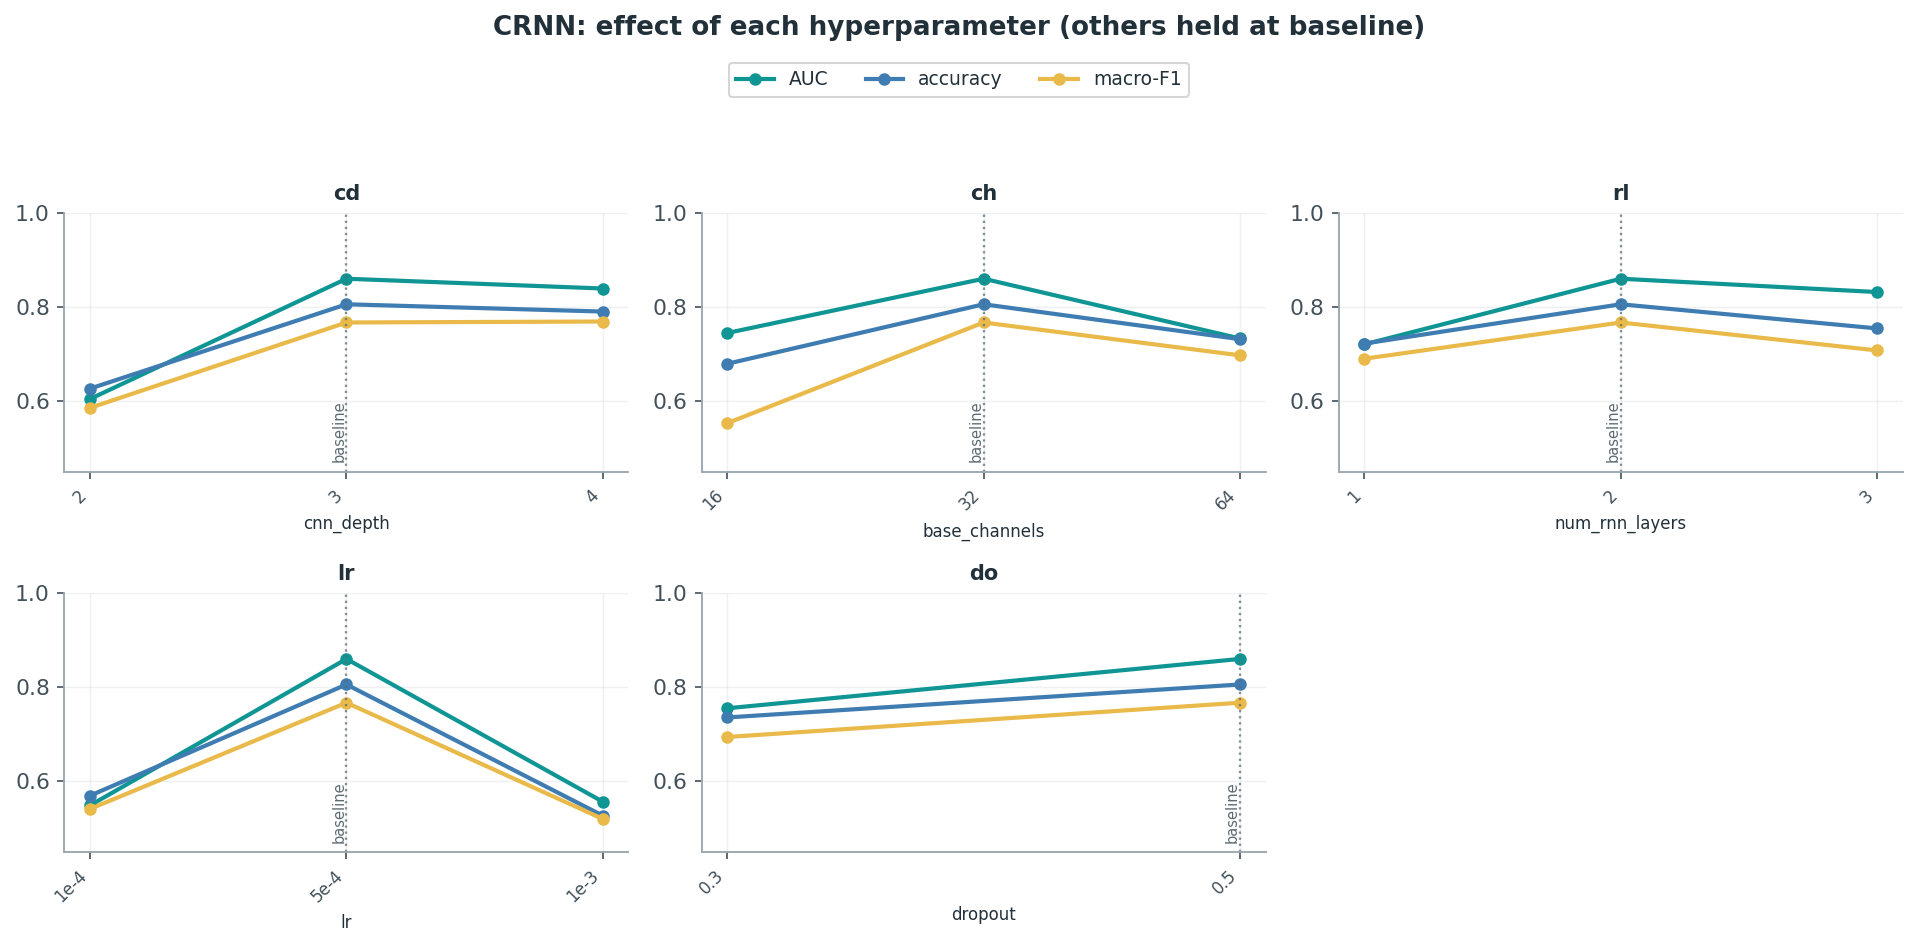 CRNN: effect of each hyperparameter (others held at baseline)
AUC accuracy macro-F1
cd
1.0
0.8
0.6
baseline
2 3 4
cnn_depth
ch
1.0
0.8
0.6
baseline
16 32 64
base_channels
rl
1.0
0.8
0.6
baseline
1 2 3
num_rnn_layers
lr
1.0
0.8
0.6
baseline
1e-4 5e-4 1e-3
lr
do
1.0
0.8
0.6
baseline
0.3 0.5
dropout